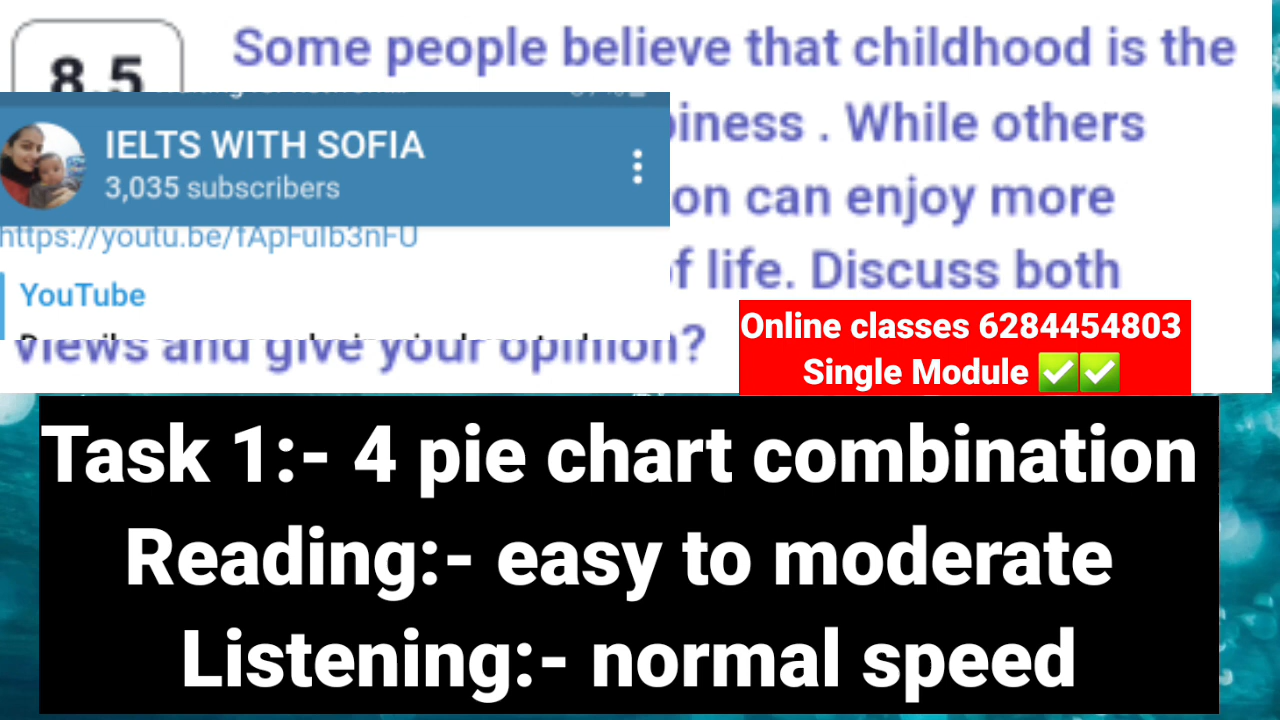 8.5
Some people believe that childhood is the
iness . While others
on can enjoy more
f life. Discuss both
views and give your opinion?
IELTS WITH SOFIA
3,035 subscribers
https://youtu.be/fApFulb3nFU
YouTube
Online classes 6284454803
Single Module ✅✅
Task 1:- 4 pie chart combination
Reading:- easy to moderate
Listening:- normal speed